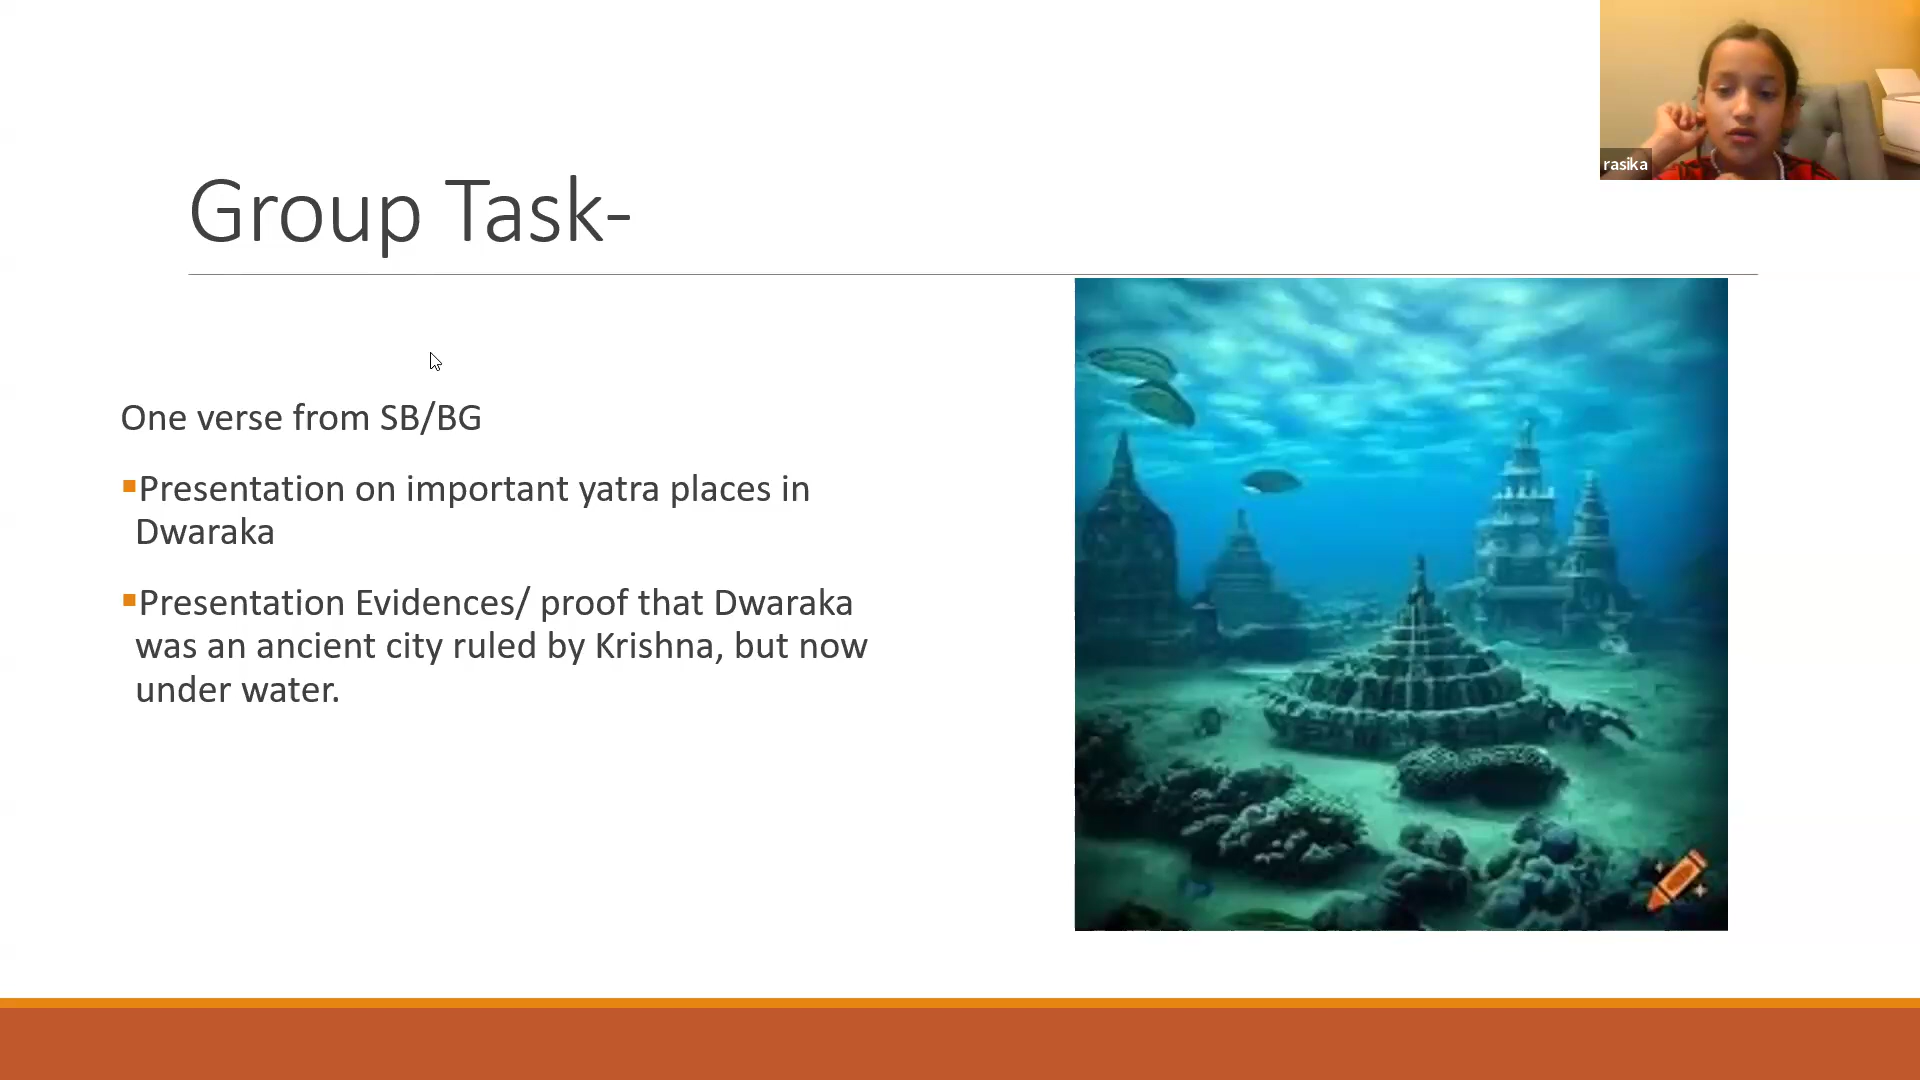 rasika
Group Task-
One verse from SB/BG
Presentation on important yatra places in
Dwaraka
Presentation Evidences/ proof that Dwaraka
was an ancient city ruled by Krishna, but now
under water.